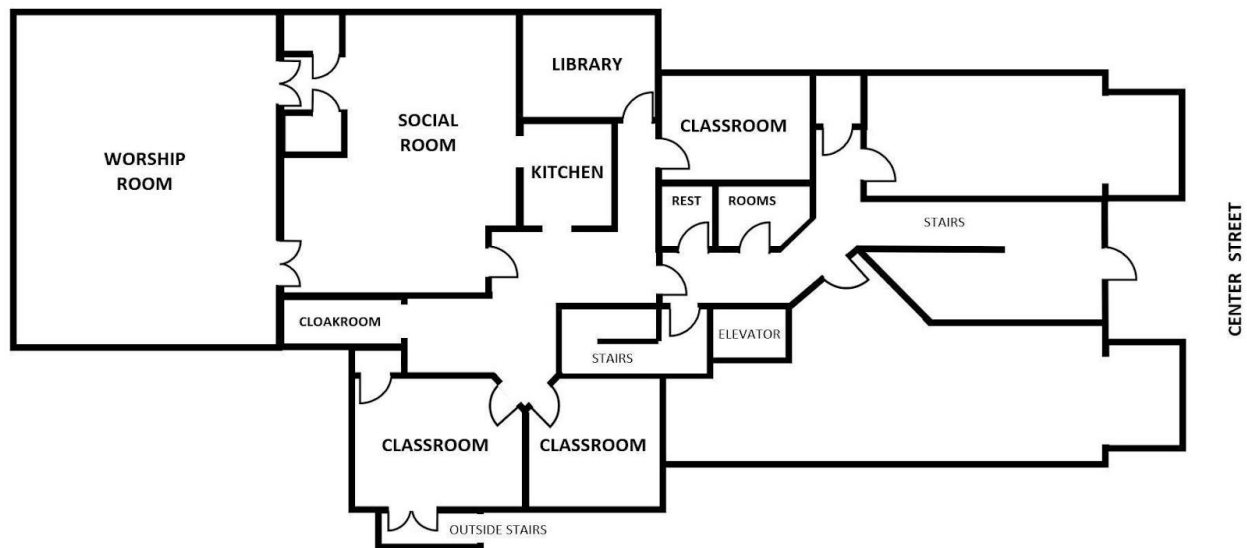 LIBRARY
SOCIAL
ROOM
CLASSROOM
WORSHIP
ROOM
KITCHEN
REST
ROOMS
STAIRS
CENTER STREET
CLOAKROOM
ELEVATOR
STAIRS
CLASSROOM
CLASSROOM
OUTSIDE STAIRS